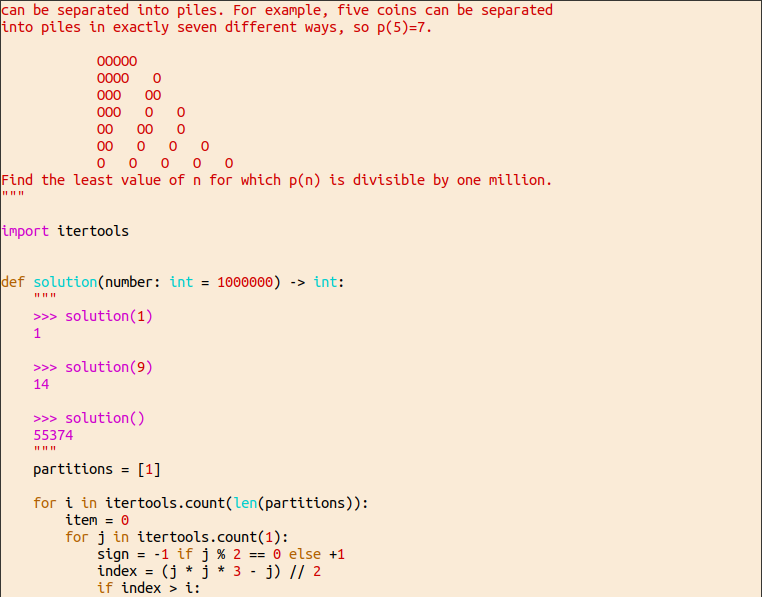 can be separated into piles. For example, five coins can be separated
into piles in exactly seven different ways, so p(5)=7.

            OOOOO
            OOOO   O
            OOO   OO
            OOO   O   O
            OO   OO   O
            OO   O   O   O
            O   O   O   O   O
Find the least value of n for which p(n) is divisible by one million.
"""

import itertools


def solution(number: int = 1000000) -> int:
    """
    >>> solution(1)
    1

    >>> solution(9)
    14

    >>> solution()
    55374
    """
    partitions = [1]

    for i in itertools.count(len(partitions)):
        item = 0
        for j in itertools.count(1):
            sign = -1 if j % 2 == 0 else +1
            index = (j * j * 3 - j) // 2
            if index > i: